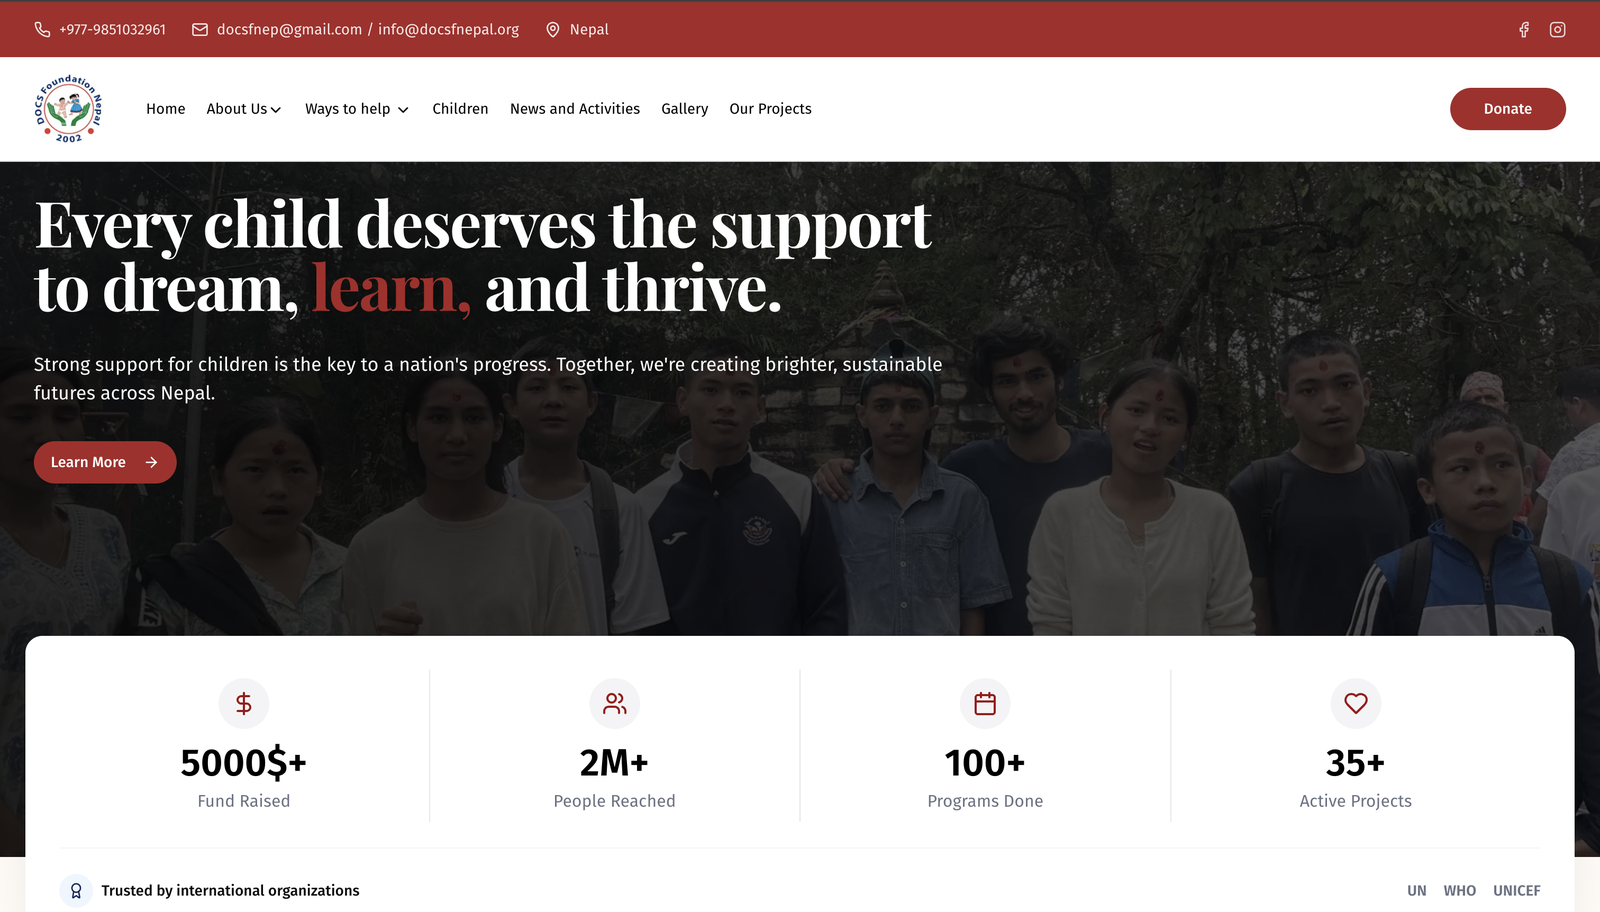 +977-9851032961
docsfnep@gmail.com / info@docsfnepal.org
Nepal
DOCS Foundation Nepal
2002
Home
About Us
Ways to help
Children
News and Activities
Gallery
Our Projects
Donate
Every child deserves the support
to dream, learn, and thrive.
Strong support for children is the key to a nation's progress. Together, we're creating brighter, sustainable
futures across Nepal.
Learn More
5000$+
Fund Raised
2M+
People Reached
100+
Programs Done
35+
Active Projects
Trusted by international organizations
UN WHO UNICEF